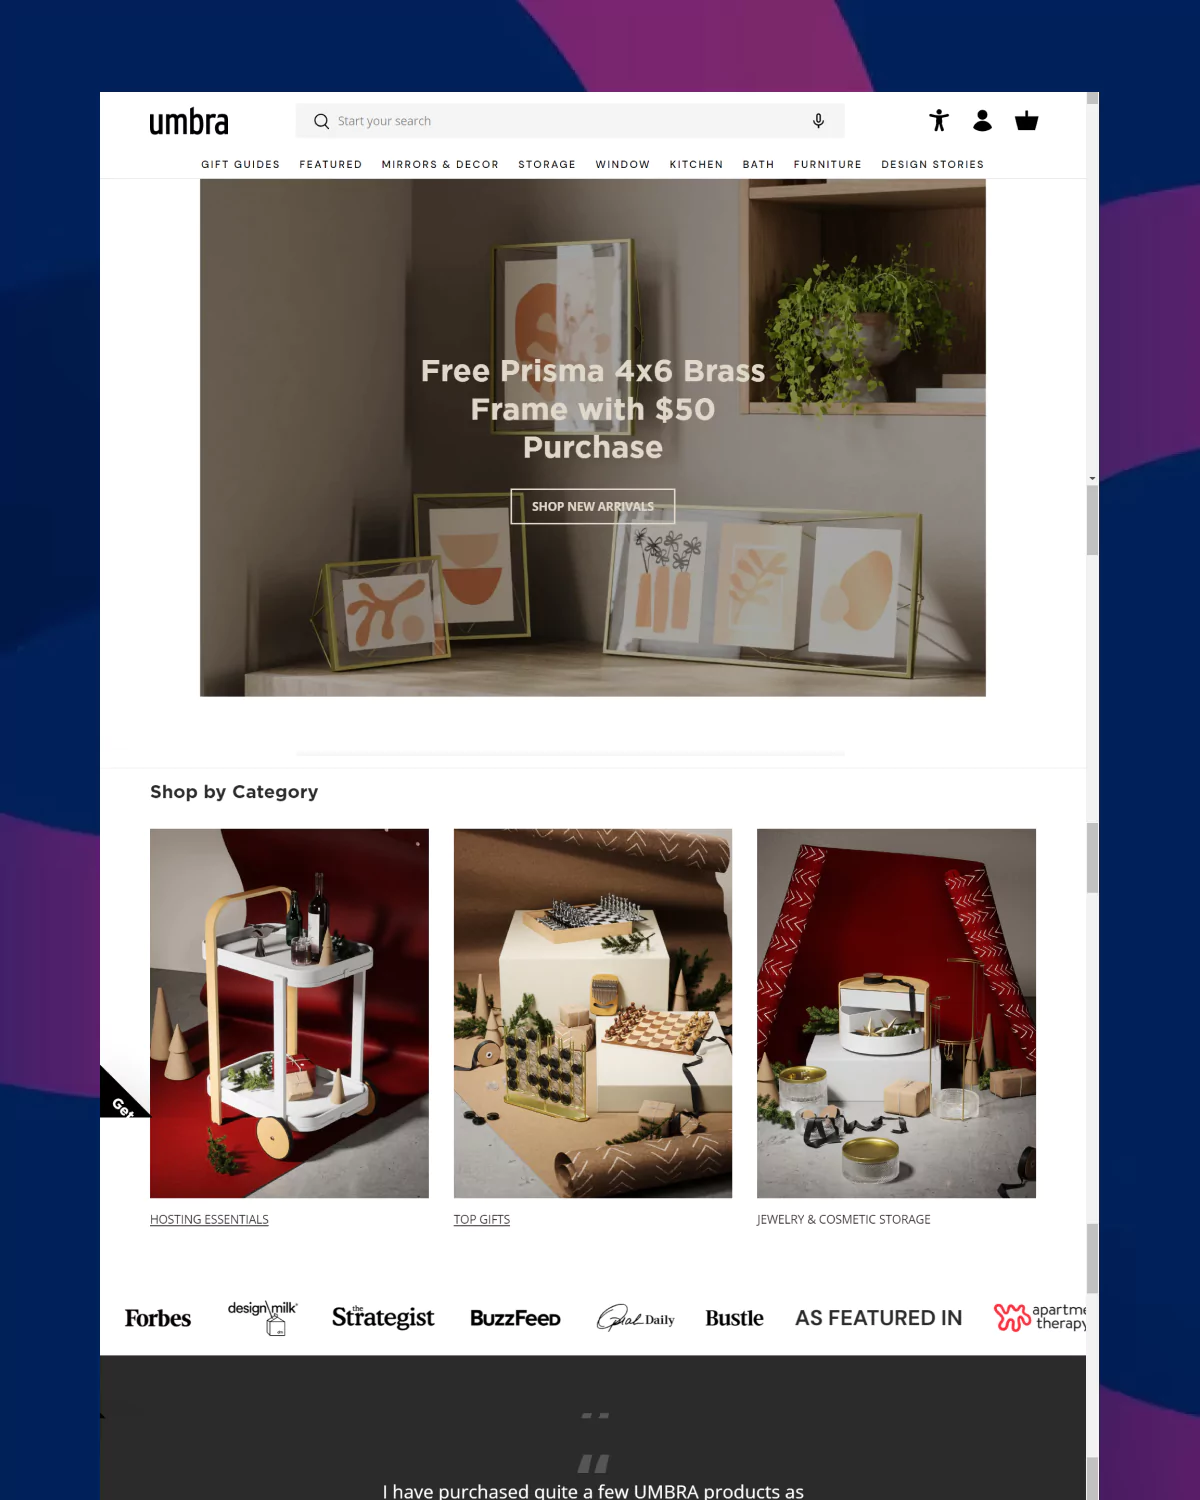 umbra
Start your search
GIFT GUIDES FEATURED MIRRORS & DECOR STORAGE WINDOW KITCHEN BATH FURNITURE DESIGN STORIES
Free Prisma 4x6 Brass
Frame with $50
Purchase
SHOP NEW ARRIVALS
Shop by Category
Get
HOSTING ESSENTIALS
TOP GIFTS
JEWELRY & COSMETIC STORAGE
Forbes
design milk
the Strategist
BuzzFeed
Daily
Bustle
AS FEATURED IN
apartme
therapy
“
I have purchased quite a few UMBRA products as